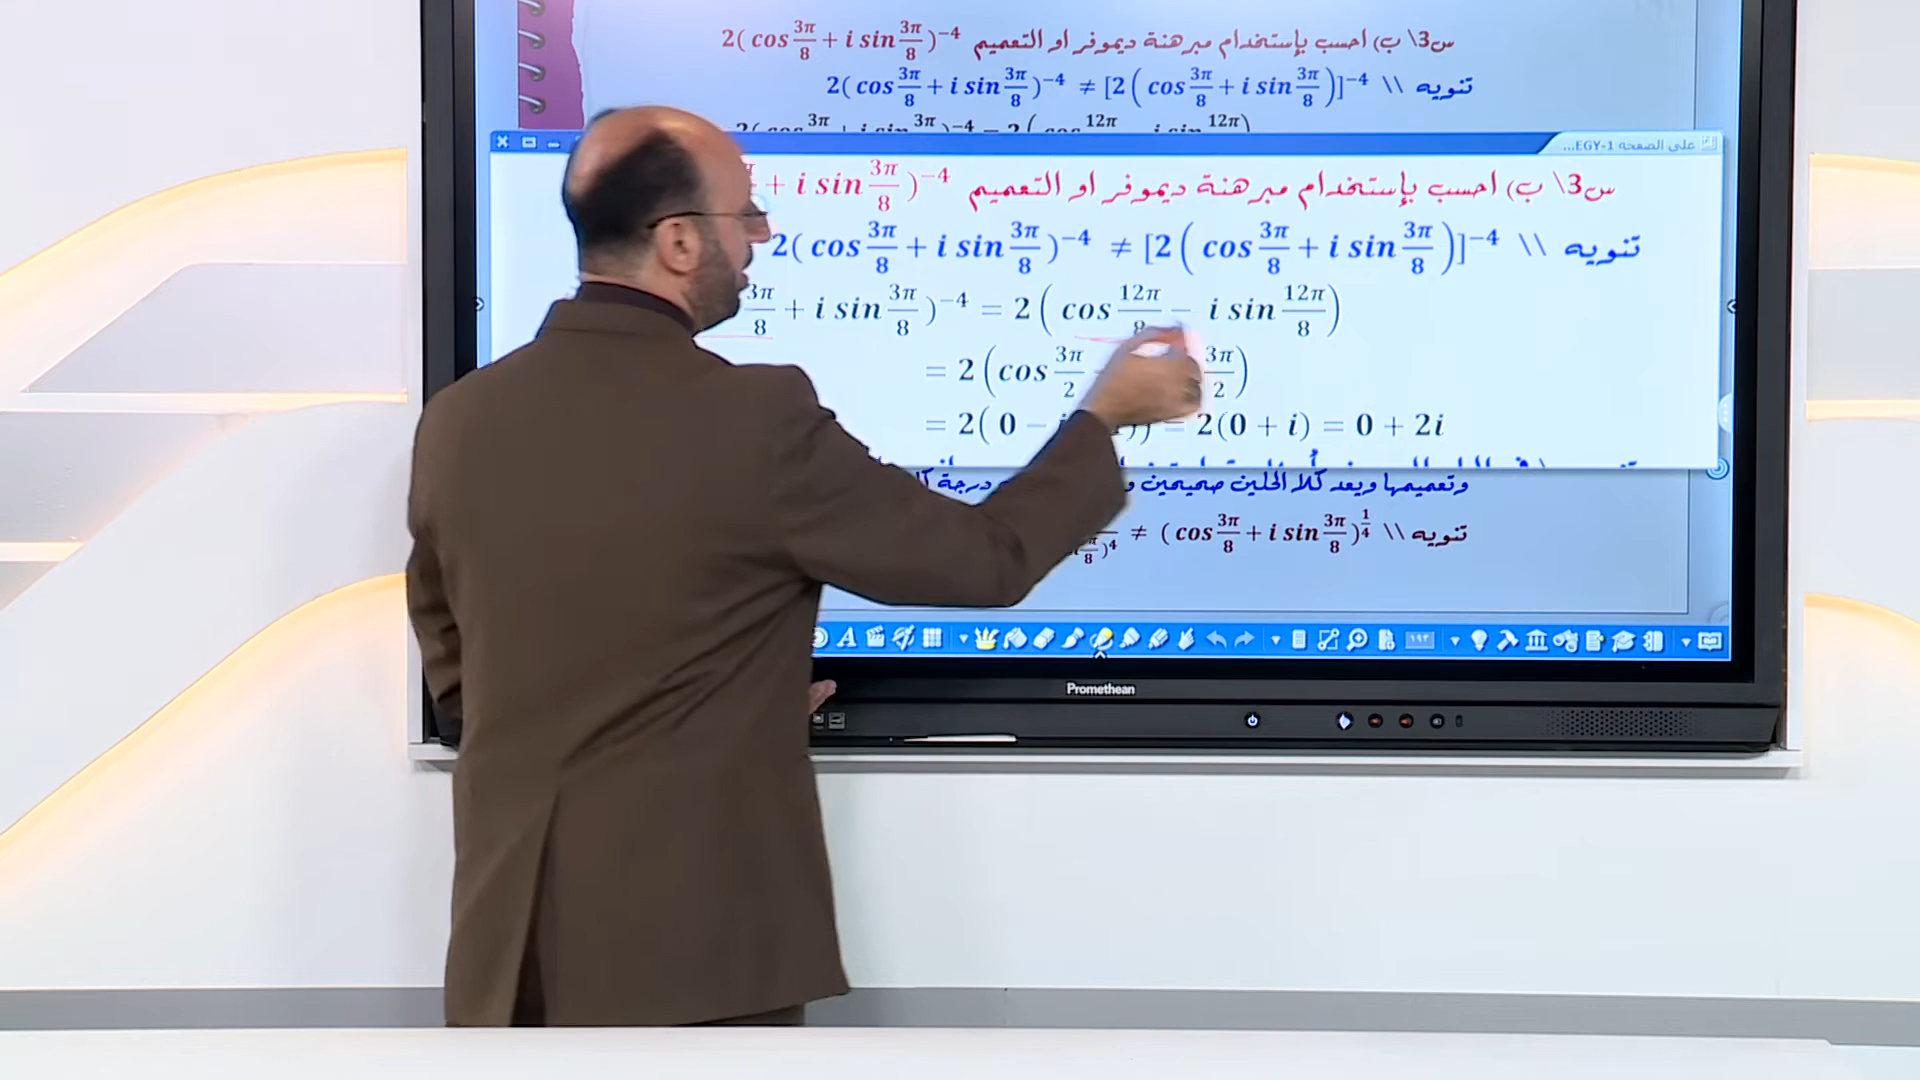 س3\ ب) احسب بإستخدام مبرهنة ديموفر او التعميم 2( cos 3π/8 + i sin 3π/8 )⁻⁴
تنويه \\ 2( cos 3π/8 + i sin 3π/8 )⁻⁴ ≠ [2 ( cos 3π/8 + i sin 3π/8 )]⁻⁴
على الصفحة EGY-1...
س3\ ب) احسب بإستخدام مبرهنة ديموفر او التعميم + i sin 3π/8 )⁻⁴
تنويه \\ 2( cos 3π/8 + i sin 3π/8 )⁻⁴ ≠ [2 ( cos 3π/8 + i sin 3π/8 )]⁻⁴
3π/8 + i sin 3π/8 )⁻⁴ = 2 ( cos 12π/8 − i sin 12π/8 )
= 2 ( cos 3π/2 3π/2 )
= 2( 0 − )) = 2(0 + i) = 0 + 2i
وتعميمها ويعد كلا الحلين صحيحين درجة
تنويه \\ ≠ ( cos 3π/8 + i sin 3π/8 )^1/4
١٩٣
Promethean